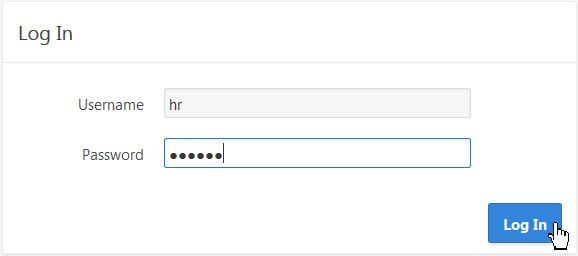 Log In
Username hr
Password ●●●●●●
Log In